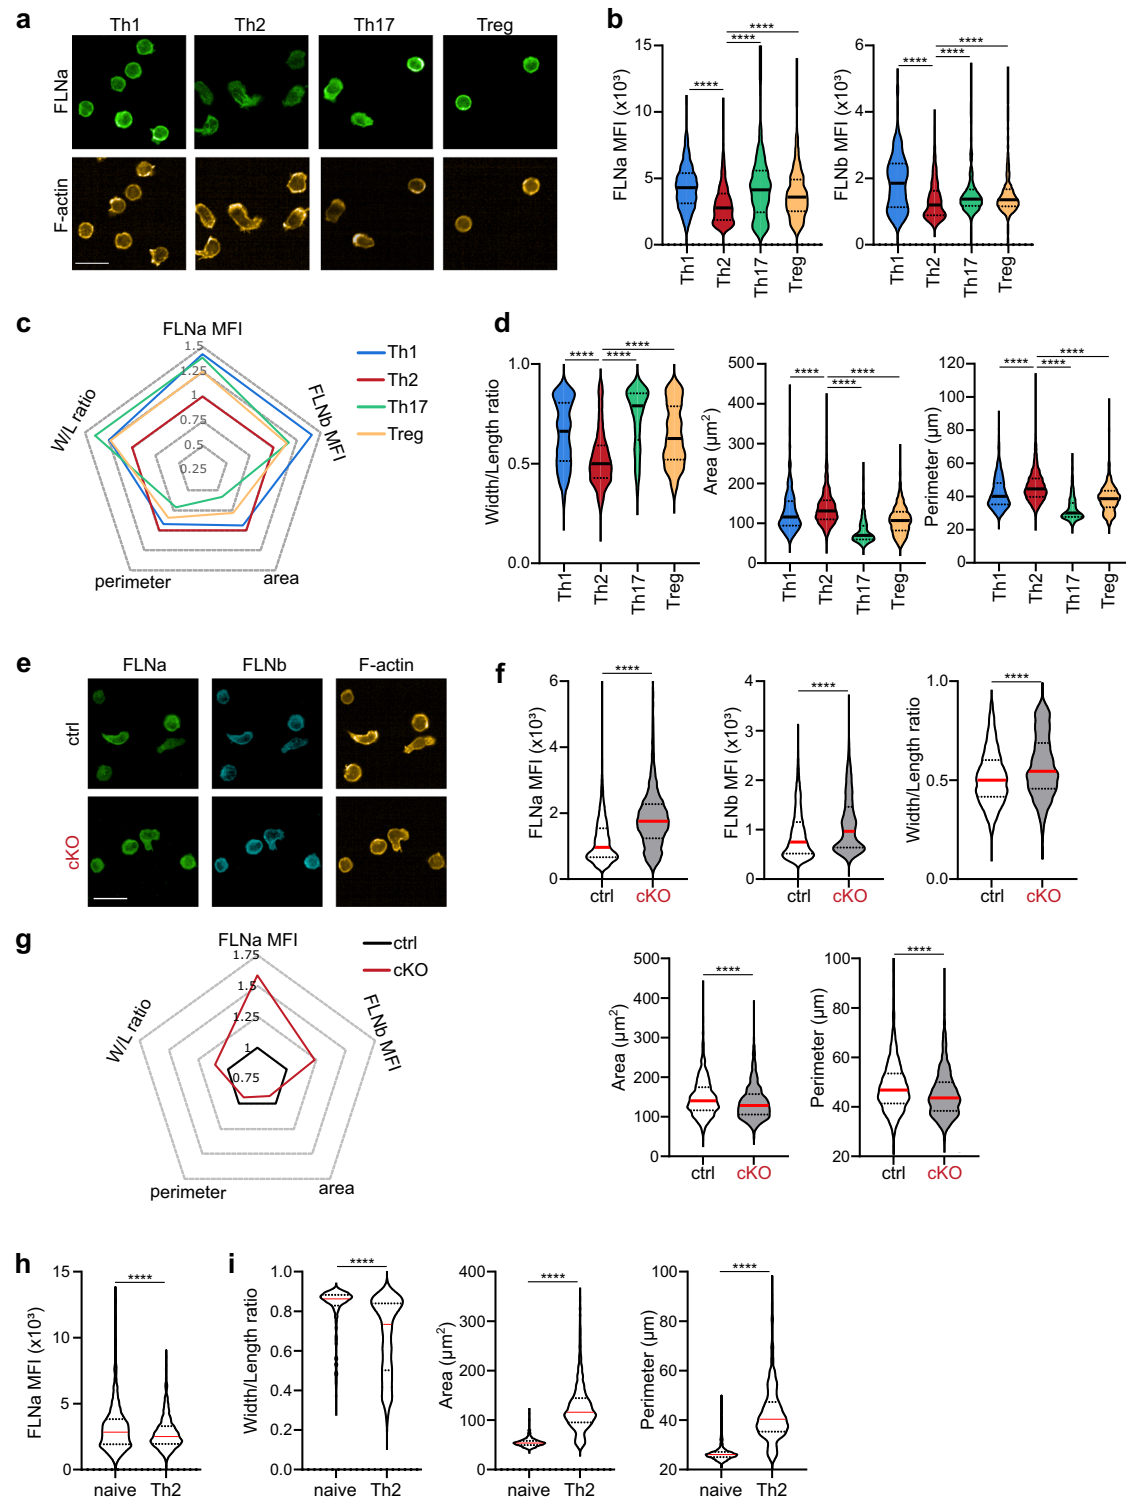 a
Th1 Th2 Th17 Treg
FLNa
F-actin
b
FLNa MFI (x10³)
15
10
5
0
**** **** ****
Th1 Th2 Th17 Treg
FLNb MFI (x10³)
6
4
2
0
**** **** ****
Th1 Th2 Th17 Treg
c
FLNa MFI
1.5
1.25
1
0.75
0.5
0.25
FLNb MFI
area
perimeter
W/L ratio
Th1
Th2
Th17
Treg
d
Width/Length ratio
1.0
0.5
0.0
**** **** ****
Th1 Th2 Th17 Treg
Area (µm²)
500
400
300
200
100
0
**** **** ****
Th1 Th2 Th17 Treg
Perimeter (µm)
120
100
80
60
40
20
0
**** **** ****
Th1 Th2 Th17 Treg
e
FLNa FLNb F-actin
ctrl
cKO
f
FLNa MFI (x10³)
6
4
2
0
****
ctrl cKO
FLNb MFI (x10³)
4
3
2
1
0
****
ctrl cKO
Width/Length ratio
1.0
0.5
0.0
****
ctrl cKO
g
FLNa MFI
1.75
1.5
1.25
1
0.75
FLNb MFI
area
perimeter
W/L ratio
ctrl
cKO
Area (µm²)
500
400
300
200
100
0
****
ctrl cKO
Perimeter (µm)
100
80
60
40
20
****
ctrl cKO
h
FLNa MFI (x10³)
15
10
5
0
****
naive Th2
i
Width/Length ratio
1.0
0.8
0.6
0.4
0.2
0.0
****
naive Th2
Area (µm²)
400
300
200
100
0
****
naive Th2
Perimeter (µm)
100
80
60
40
20
****
naive Th2